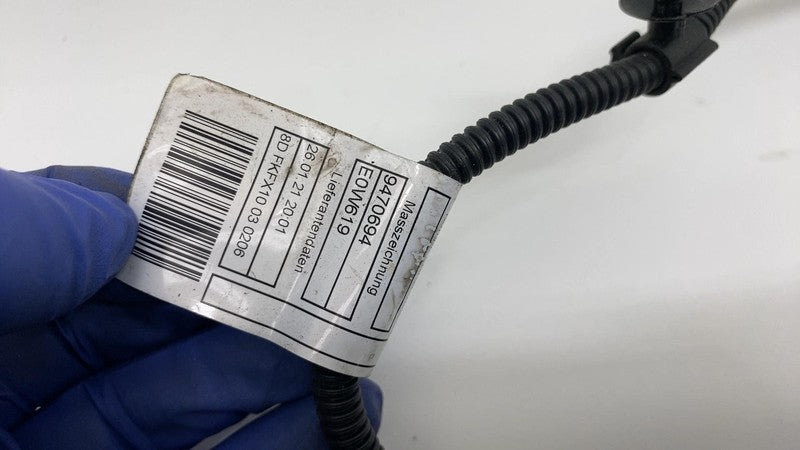 Masszeichnung
9470694
E0W619
Lieferantendaten
26.01.21 20:01
8D FKFX10 03 0206